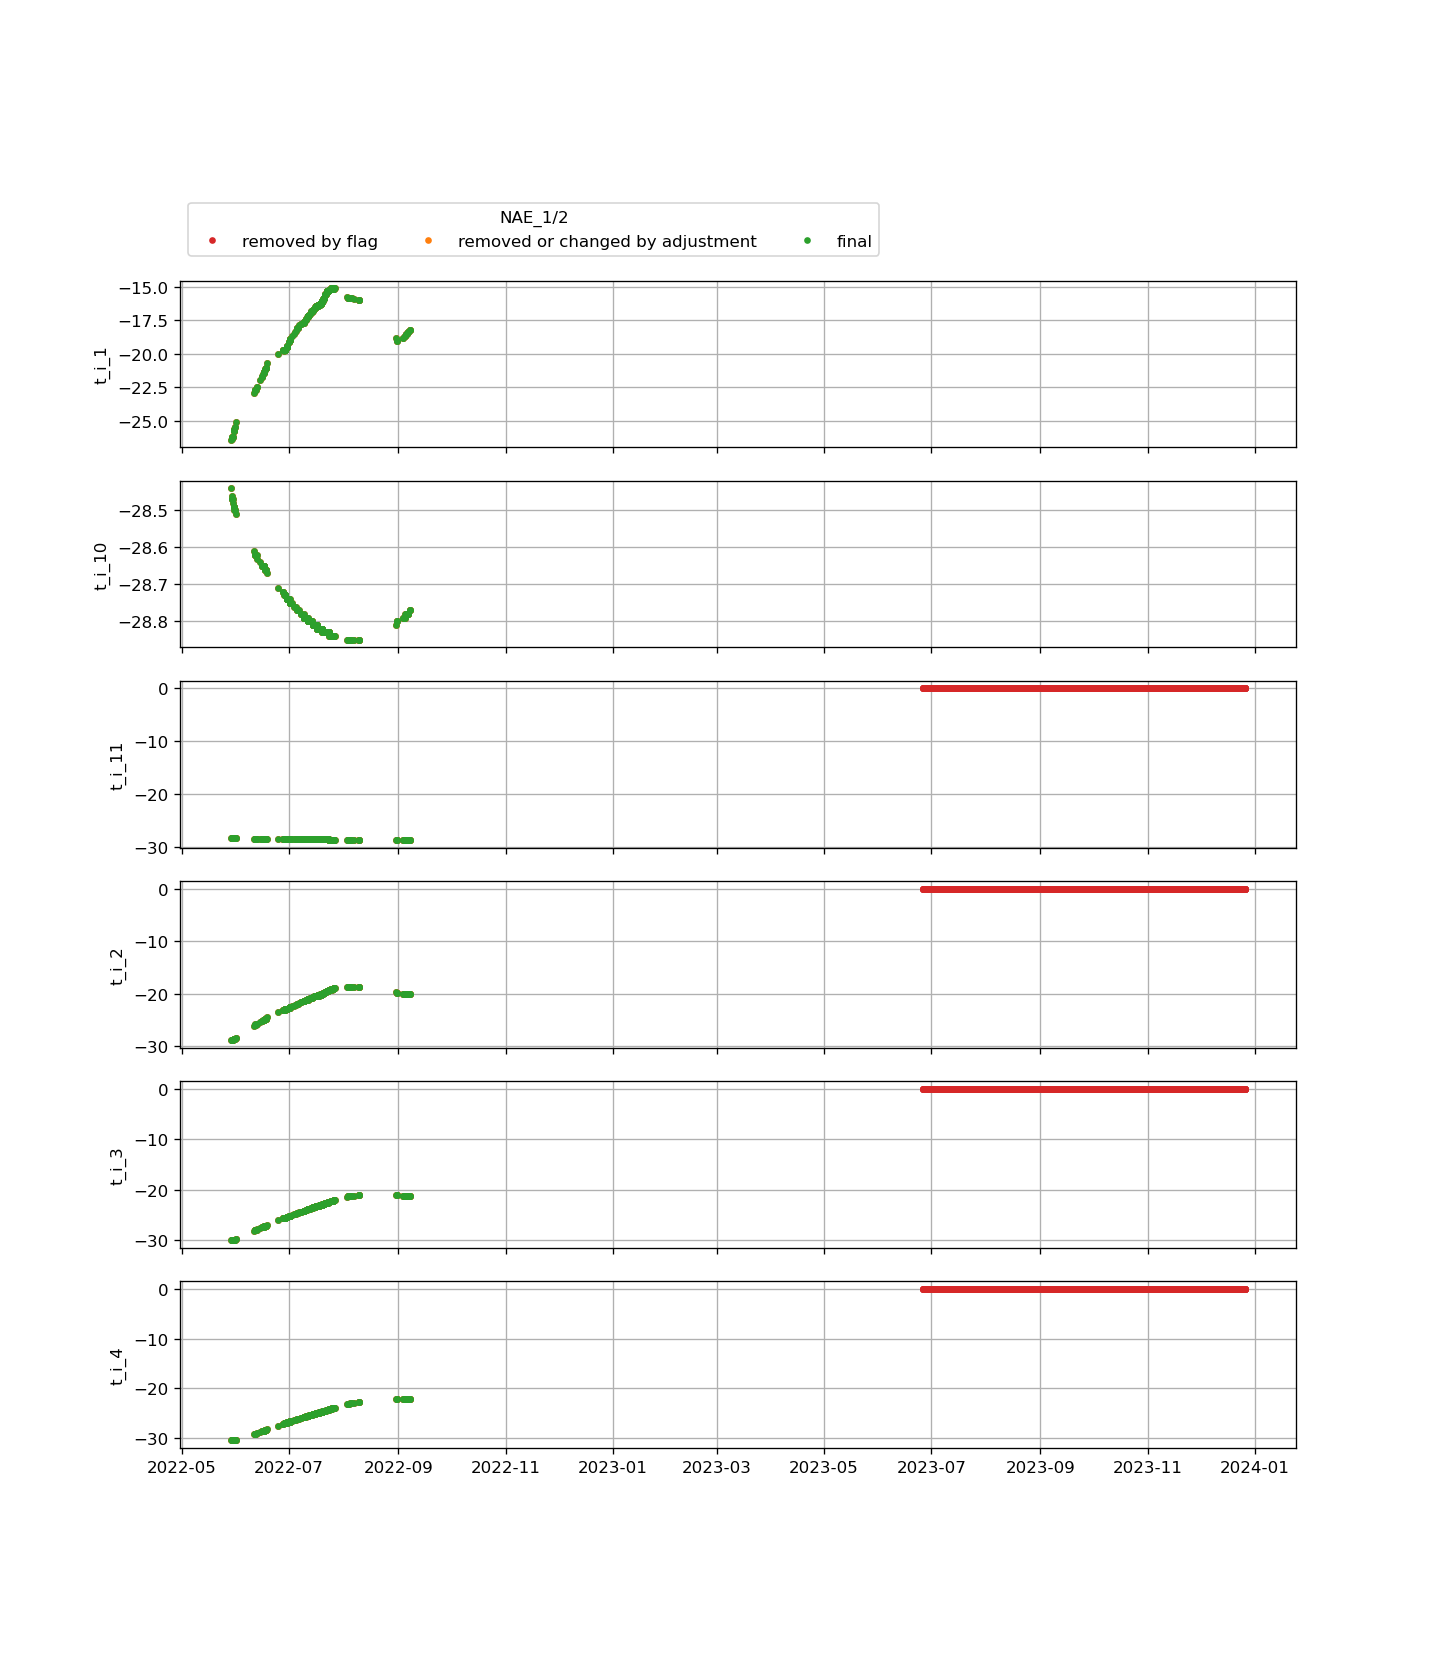 NAE_1/2
removed by flag removed or changed by adjustment final
−15.0
−17.5
−20.0
−22.5
−25.0
t_i_1
−28.5
−28.6
−28.7
−28.8
t_i_10
0
−10
−20
−30
t_i_11
0
−10
−20
−30
t_i_2
0
−10
−20
−30
t_i_3
0
−10
−20
−30
t_i_4
2022-05 2022-07 2022-09 2022-11 2023-01 2023-03 2023-05 2023-07 2023-09 2023-11 2024-01